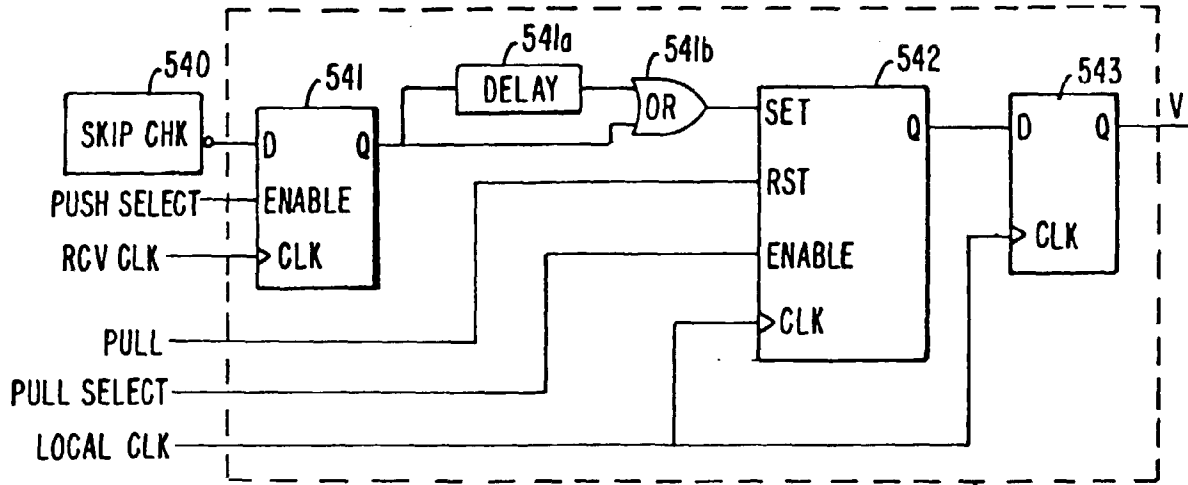 540
SKIP CHK
541
D
Q
ENABLE
CLK
541a
DELAY
541b
OR
542
SET
RST
ENABLE
CLK
Q
543
D
Q
CLK
V
PUSH SELECT
RCV CLK
PULL
PULL SELECT
LOCAL CLK